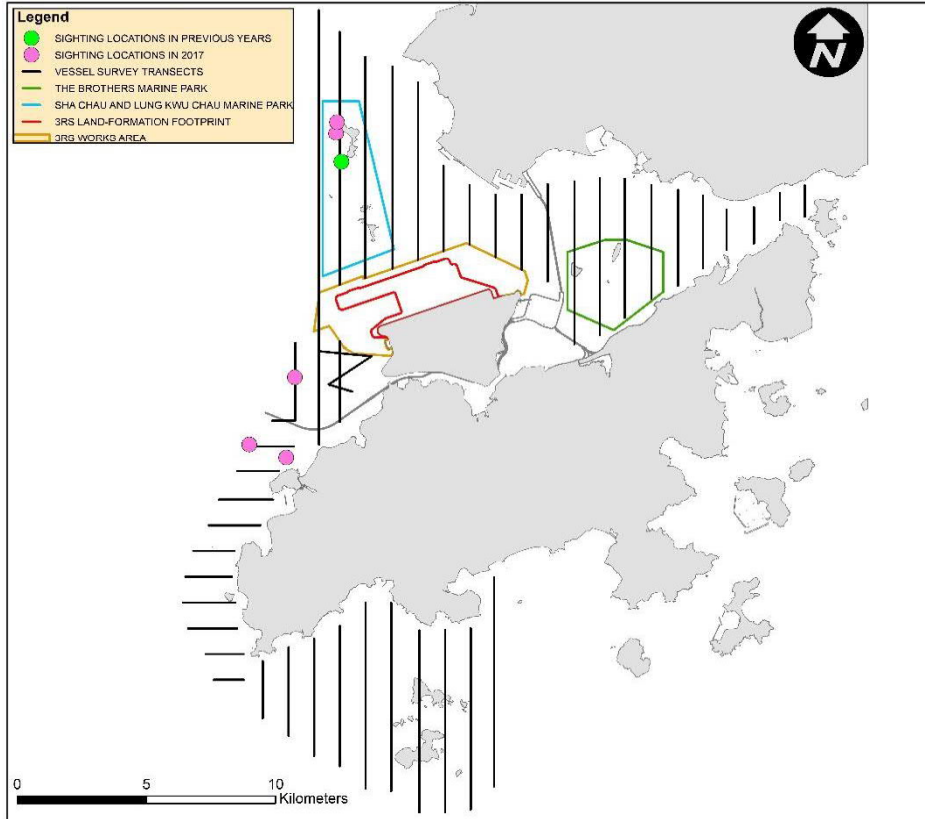 Legend
SIGHTING LOCATIONS IN PREVIOUS YEARS
SIGHTING LOCATIONS IN 2017
VESSEL SURVEY TRANSECTS
THE BROTHERS MARINE PARK
SHA CHAU AND LUNG KWU CHAU MARINE PARK
3RS LAND-FORMATION FOOTPRINT
3RS WORKS AREA
N
0 5 10
Kilometers